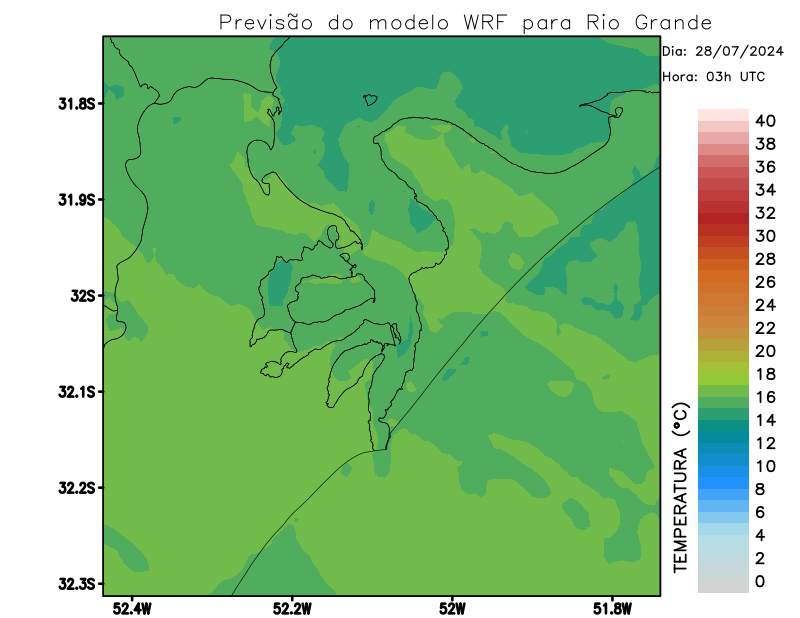 Previsão do modelo WRF para Rio Grande
Dia: 28/07/2024
Hora: 03h UTC
31.8S
31.9S
32S
32.1S
32.2S
32.3S
52.4W
52.2W
52W
51.8W
TEMPERATURA (°C)
40
38
36
34
32
30
28
26
24
22
20
18
16
14
12
10
8
6
4
2
0